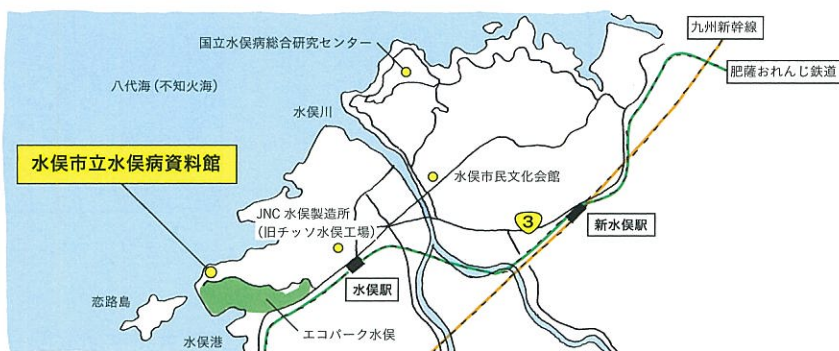 九州新幹線
国立水俣病総合研究センター
肥薩おれんじ鉄道
八代海(不知火海)
水俣川
水俣市立水俣病資料館
水俣市民文化会館
JNC 水俣製造所
(旧チッソ水俣工場)
3
新水俣駅
水俣駅
恋路島
エコパーク水俣
水俣港